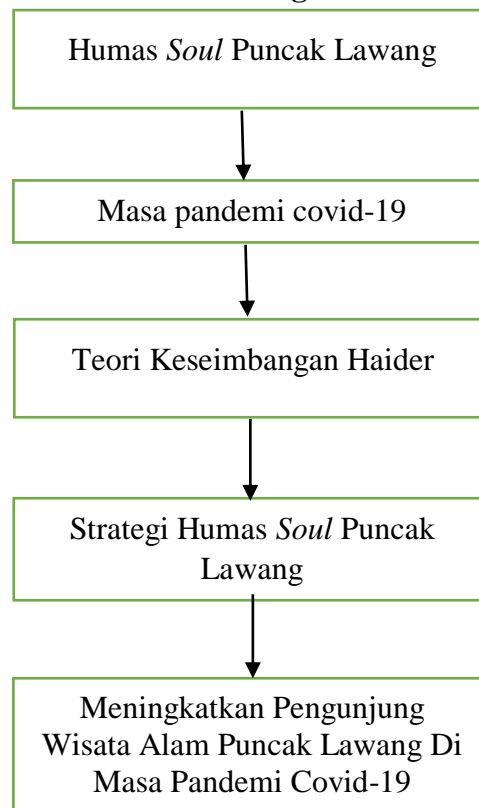 Humas Soul Puncak Lawang
Masa pandemi covid-19
Teori Keseimbangan Haider
Strategi Humas Soul Puncak
Lawang
Meningkatkan Pengunjung
Wisata Alam Puncak Lawang Di
Masa Pandemi Covid-19